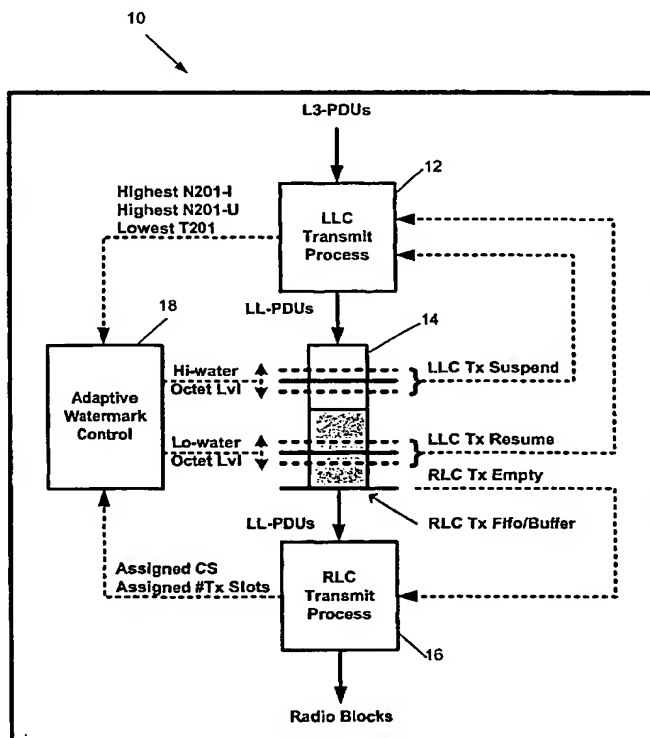 10
L3-PDUs
12
Highest N201-I
Highest N201-U
Lowest T201
LLC
Transmit
Process
LL-PDUs
14
18
Adaptive
Watermark
Control
Hi-water
Octet Lvl
LLC Tx Suspend
Lo-water
Octet Lvl
LLC Tx Resume
RLC Tx Empty
LL-PDUs
RLC Tx Fifo/Buffer
Assigned CS
Assigned #Tx Slots
RLC
Transmit
Process
16
Radio Blocks